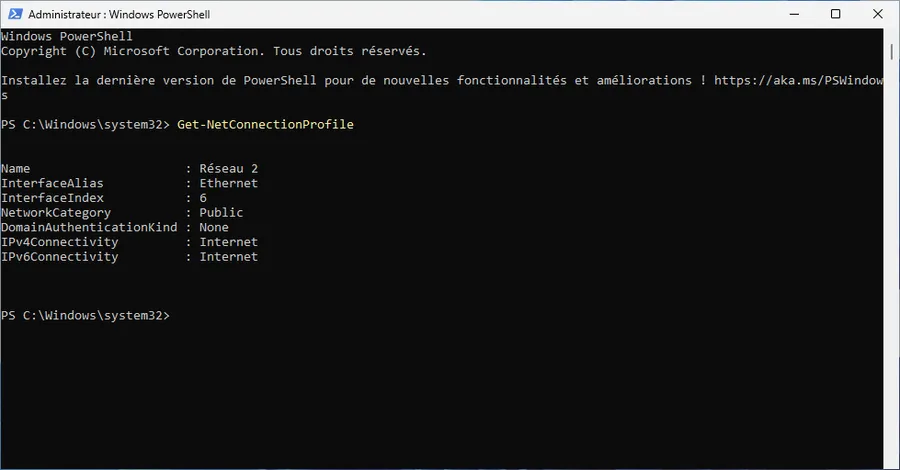 Administrateur : Windows PowerShell
Windows PowerShell
Copyright (C) Microsoft Corporation. Tous droits réservés.
Installez la dernière version de PowerShell pour de nouvelles fonctionnalités et améliorations ! https://aka.ms/PSWindow
s
PS C:\Windows\system32> Get-NetConnectionProfile
Name                     : Réseau 2
InterfaceAlias           : Ethernet
InterfaceIndex           : 6
NetworkCategory          : Public
DomainAuthenticationKind : None
IPv4Connectivity         : Internet
IPv6Connectivity         : Internet
PS C:\Windows\system32>